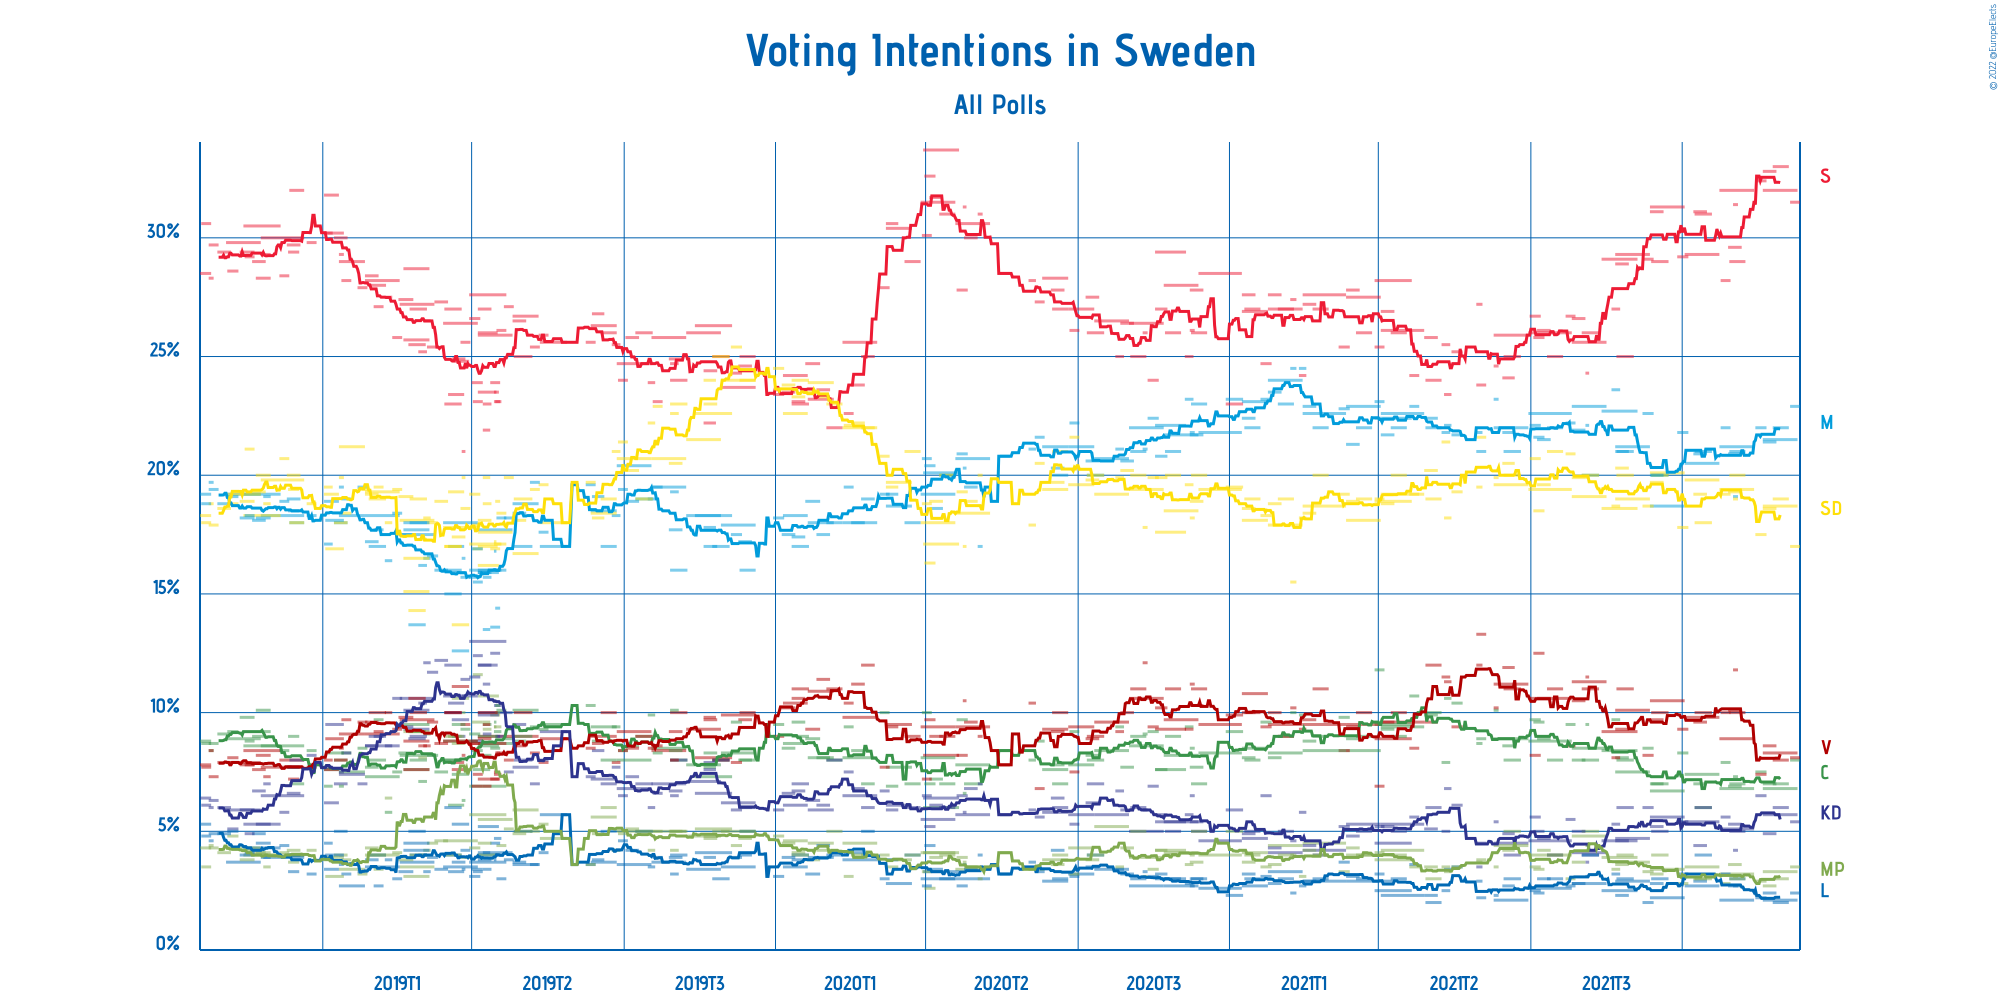 Voting Intentions in Sweden
© 2022 @EuropeElects
All Polls
S
30%
25%
M
20%
SD
15%
10%
V
C
KD
5%
MP
L
0%
2019T1 2019T2 2019T3 2020T1 2020T2 2020T3 2021T1 2021T2 2021T3